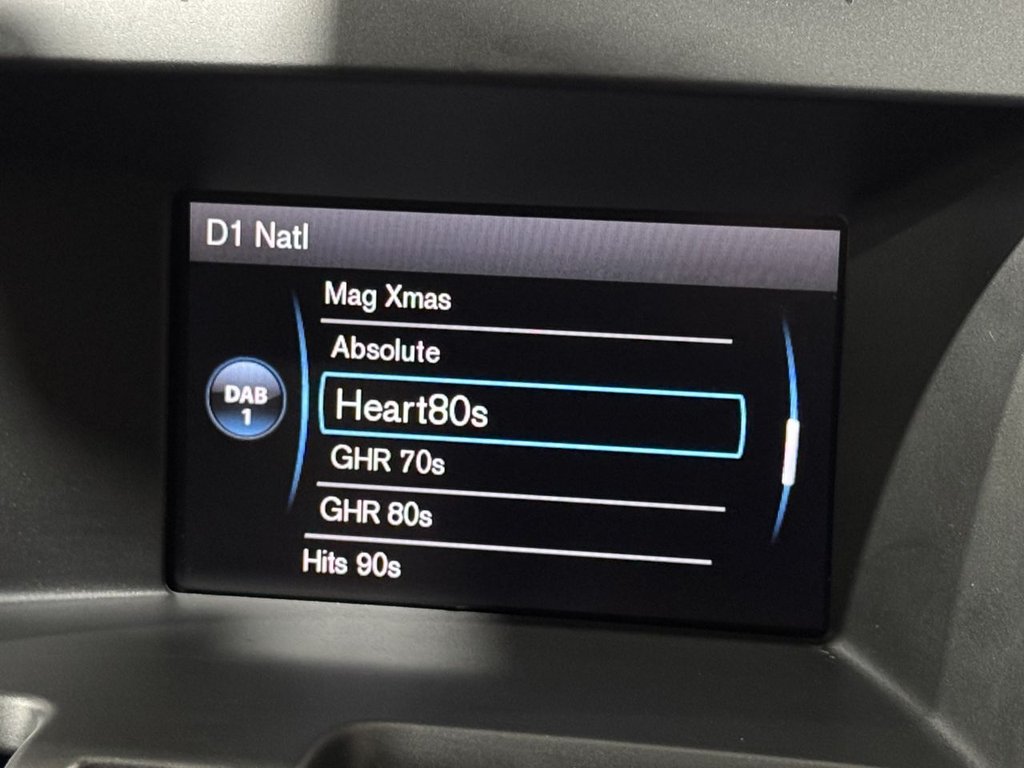 D1 Natl
Mag Xmas
Absolute
DAB
1
Heart80s
GHR 70s
GHR 80s
Hits 90s